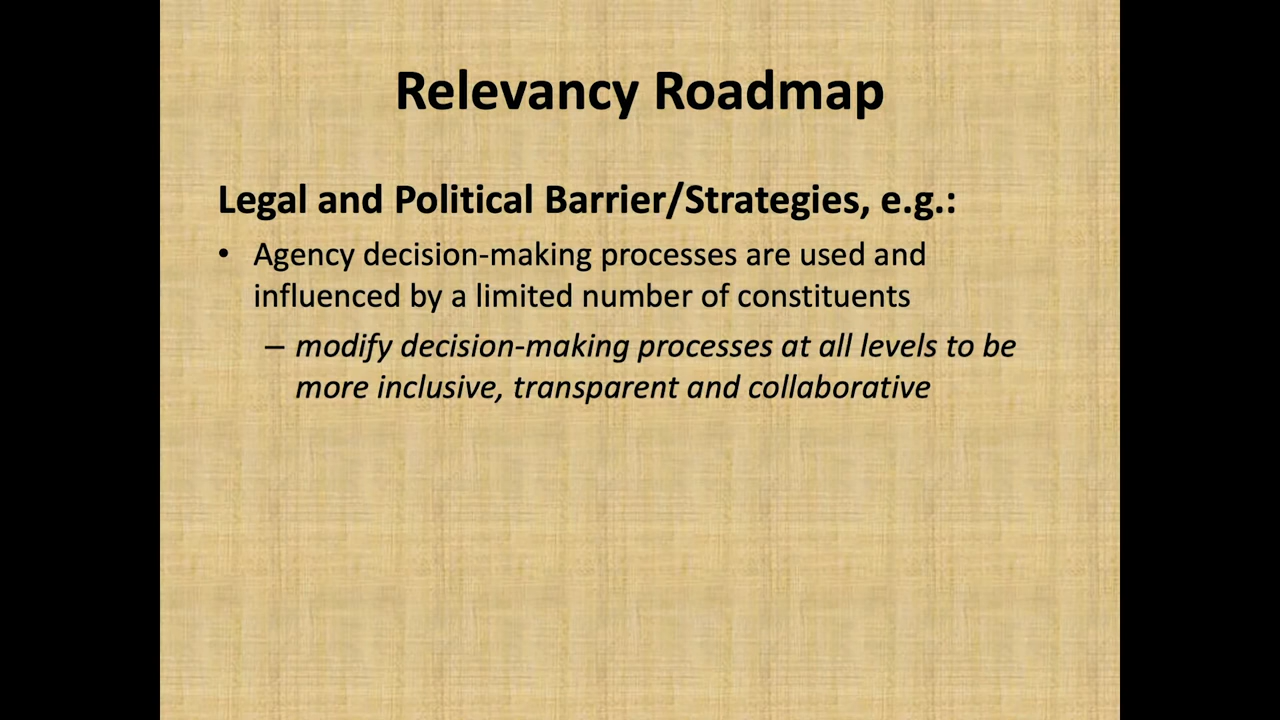 Relevancy Roadmap
Legal and Political Barrier/Strategies, e.g.:
• Agency decision-making processes are used and
influenced by a limited number of constituents
– modify decision-making processes at all levels to be
more inclusive, transparent and collaborative